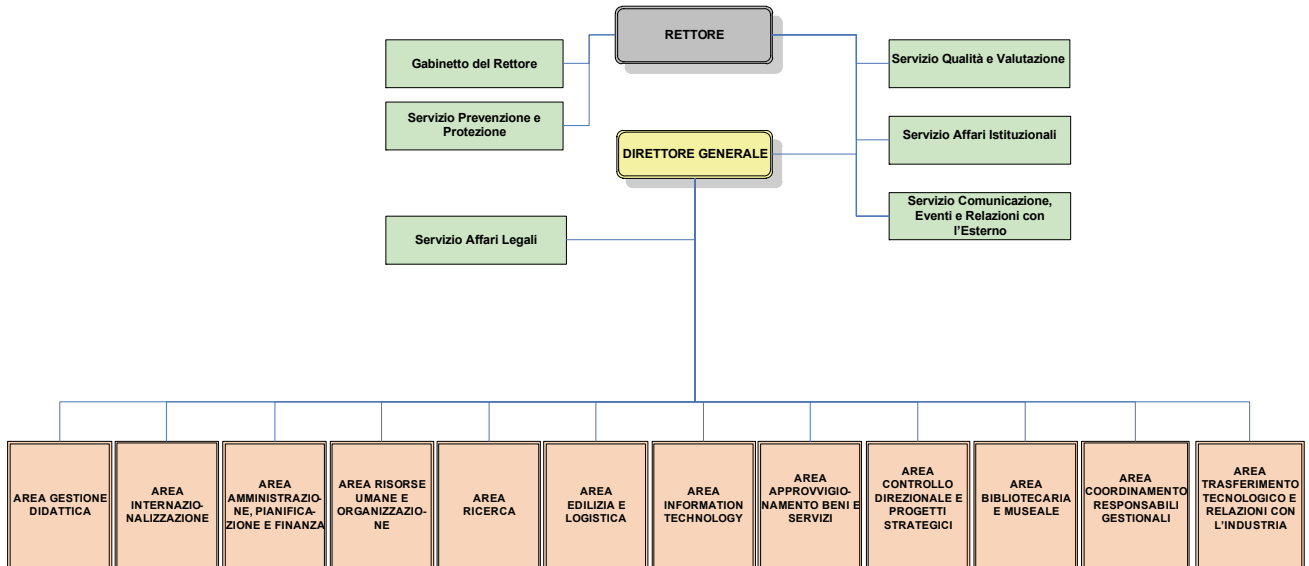 RETTORE
Gabinetto del Rettore
Servizio Qualità e Valutazione
Servizio Prevenzione e
Protezione
Servizio Affari Istituzionali
DIRETTORE GENERALE
Servizio Comunicazione,
Eventi e Relazioni con
l'Esterno
Servizio Affari Legali
AREA GESTIONE
DIDATTICA
AREA
INTERNAZIO-
NALIZZAZIONE
AREA
AMMINISTRAZIO-
NE, PIANIFICA-
ZIONE E FINANZA
AREA RISORSE
UMANE E
ORGANIZZAZIO-
NE
AREA
RICERCA
AREA
EDILIZIA E
LOGISTICA
AREA
INFORMATION
TECHNOLOGY
AREA
APPROVVIGIO-
NAMENTO BENI E
SERVIZI
AREA
CONTROLLO
DIREZIONALE E
PROGETTI
STRATEGICI
AREA
BIBLIOTECARIA
E MUSEALE
AREA
COORDINAMENTO
RESPONSABILI
GESTIONALI
AREA
TRASFERIMENTO
TECNOLOGICO E
RELAZIONI CON
L'INDUSTRIA